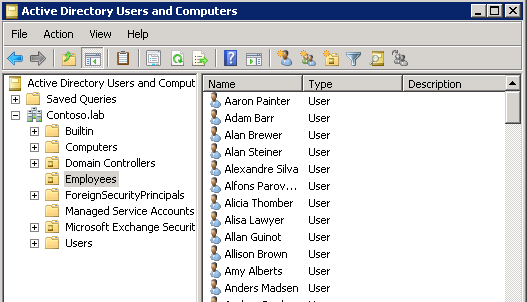 Active Directory Users and Computers
File Action View Help
Active Directory Users and Comput
Saved Queries
Contoso.lab
Builtin
Computers
Domain Controllers
Employees
ForeignSecurityPrincipals
Managed Service Accounts
Microsoft Exchange Securit
Users
Name Type Description
Aaron Painter User
Adam Barr User
Alan Brewer User
Alan Steiner User
Alexandre Silva User
Alfons Parov... User
Alicia Thomber User
Alisa Lawyer User
Allan Guinot User
Allison Brown User
Amy Alberts User
Anders Madsen User